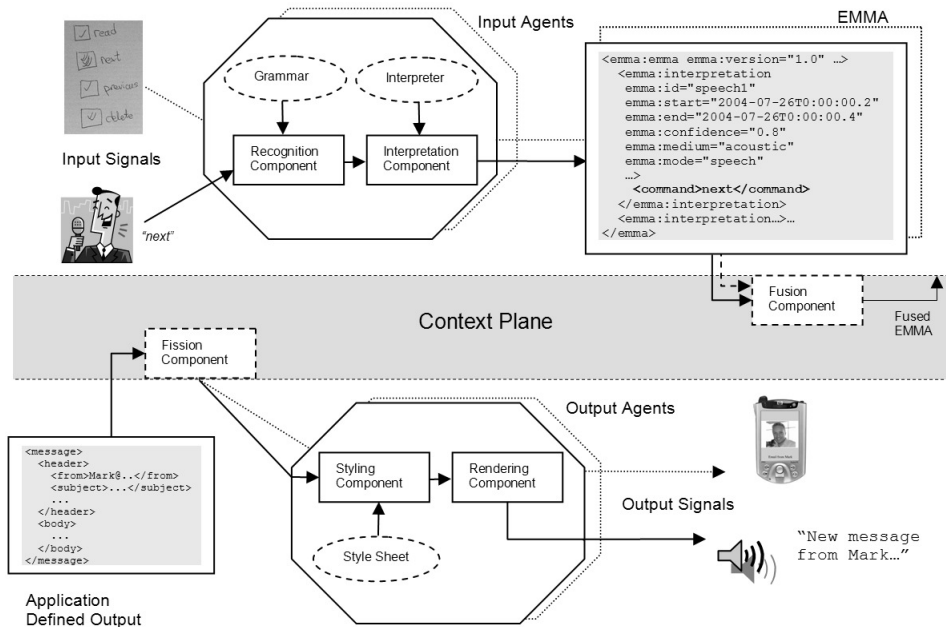 read
next
previous
delete
Input Signals
"next"
Input Agents
Grammar
Interpreter
Recognition
Component
Interpretation
Component
EMMA
<emma:emma emma:version="1.0" …>
<emma:interpretation
emma:id="speech1"
emma:start="2004-07-26T0:00:00.2"
emma:end="2004-07-26T0:00:00.4"
emma:confidence="0.8"
emma:medium="acoustic"
emma:mode="speech"
…>
<command>next</command>
</emma:interpretation>
<emma:interpretation…>…
</emma>
Context Plane
Fusion
Component
Fused
EMMA
Fission
Component
<message>
<header>
<from>Mark@..</from>
<subject>...</subject>
...
</header>
<body>
...
</body>
</message>
Application
Defined Output
Output Agents
Styling
Component
Rendering
Component
Style Sheet
Output Signals
“New message
from Mark…”